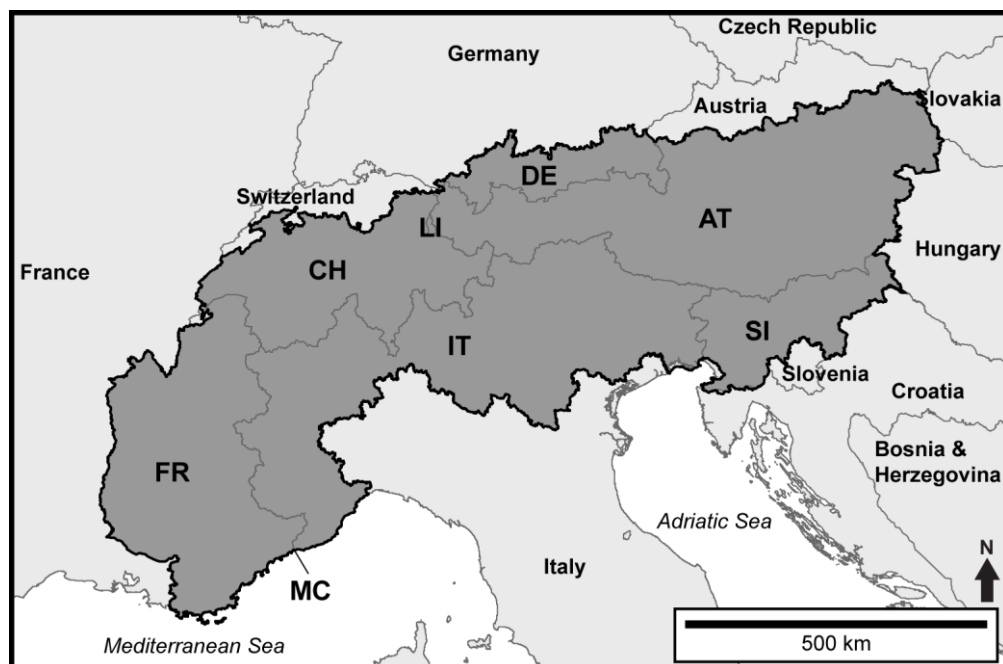 Czech Republic
Germany
Austria
Slovakia
DE
Switzerland
LI
AT
Hungary
France
CH
IT
SI
Slovenia
Croatia
Bosnia &
Herzegovina
FR
Adriatic Sea
N
Italy
MC
Mediterranean Sea
500 km